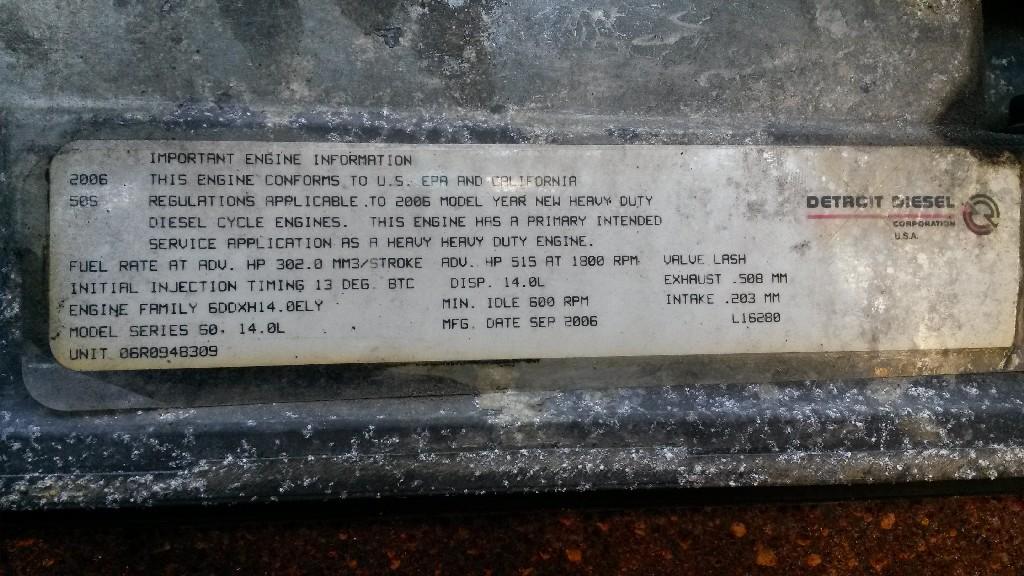 IMPORTANT ENGINE INFORMATION
2006 THIS ENGINE CONFORMS TO U.S. EPA AND CALIFORNIA
50S REGULATIONS APPLICABLE TO 2006 MODEL YEAR NEW HEAVY DUTY
DIESEL CYCLE ENGINES. THIS ENGINE HAS A PRIMARY INTENDED
SERVICE APPLICATION AS A HEAVY HEAVY DUTY ENGINE.
FUEL RATE AT ADV. HP 302.0 MM3/STROKE ADV. HP 515 AT 1800 RPM VALVE LASH
INITIAL INJECTION TIMING 13 DEG. BTC DISP. 14.0L EXHAUST .508 MM
ENGINE FAMILY 6DDXH14.0ELY MIN. IDLE 600 RPM INTAKE .203 MM
MODEL SERIES 60. 14.0L MFG. DATE SEP 2006 L16280
UNIT 06R0948309
DETROIT DIESEL
CORPORATION
U.S.A.